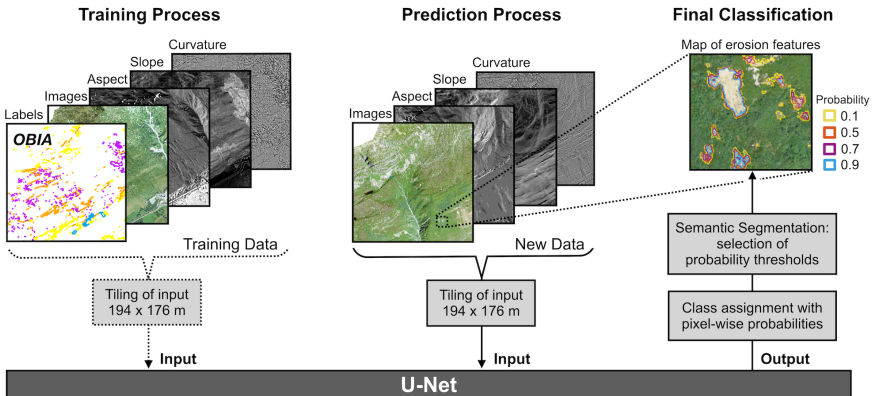 Training Process
Curvature
Slope
Aspect
Images
Labels
OBIA
Training Data
Tiling of input
194 x 176 m
Input
Prediction Process
Curvature
Slope
Aspect
Images
New Data
Tiling of input
194 x 176 m
Input
Final Classification
Map of erosion features
Probability
0.1
0.5
0.7
0.9
Semantic Segmentation:
selection of
probability thresholds
Class assignment with
pixel-wise probabilities
Output
U-Net